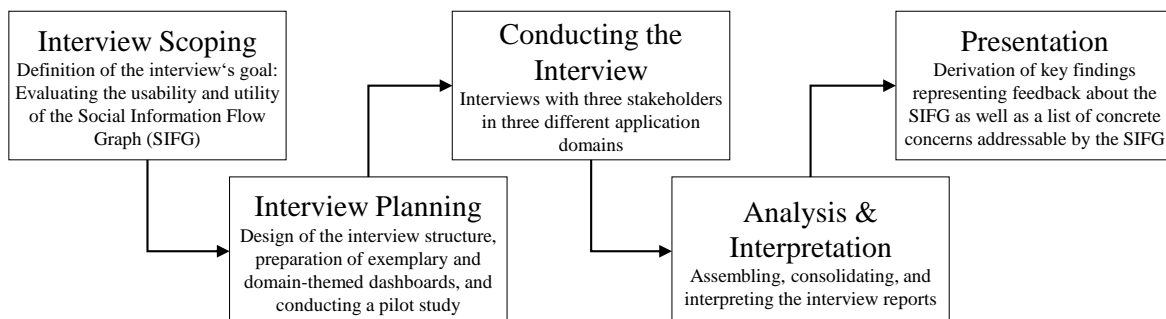 Interview Scoping
Definition of the interview‘s goal:
Evaluating the usability and utility
of the Social Information Flow
Graph (SIFG)
Interview Planning
Design of the interview structure,
preparation of exemplary and
domain-themed dashboards, and
conducting a pilot study
Conducting the
Interview
Interviews with three stakeholders
in three different application
domains
Analysis &
Interpretation
Assembling, consolidating, and
interpreting the interview reports
Presentation
Derivation of key findings
representing feedback about the
SIFG as well as a list of concrete
concerns addressable by the SIFG